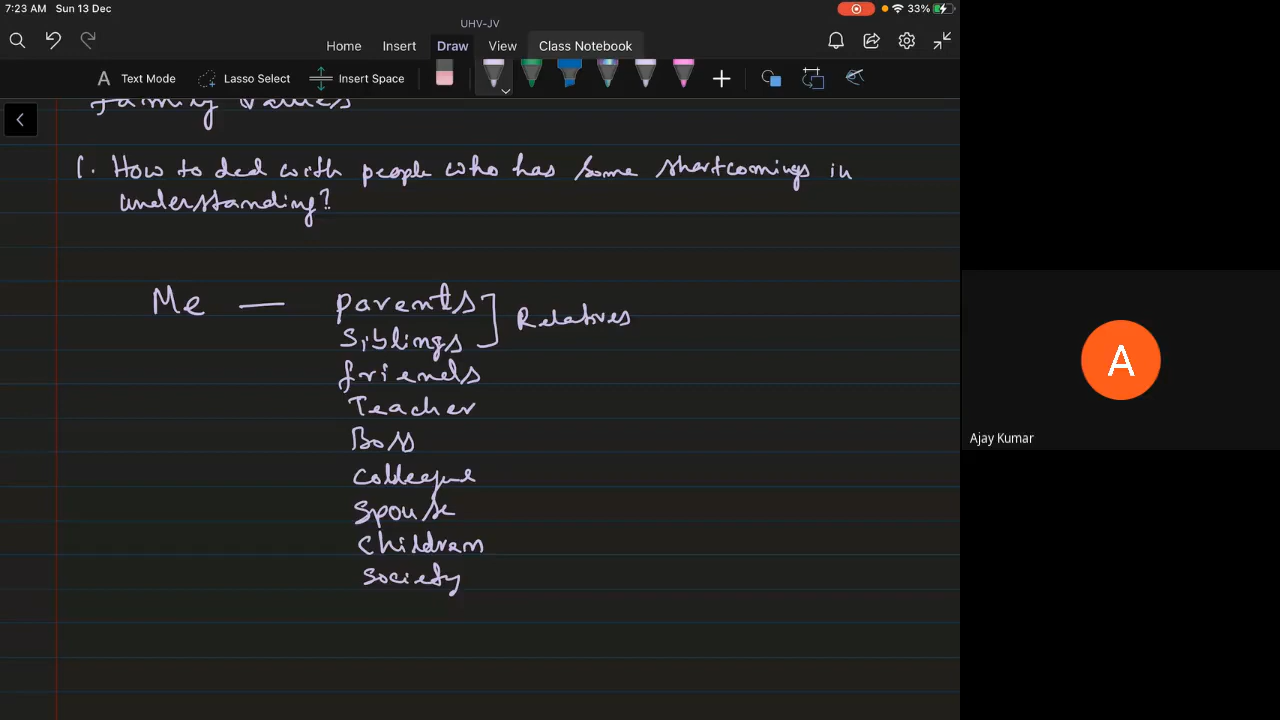 7:23 AM Sun 13 Dec 33%
UHV-JV
Home Insert Draw View Class Notebook
Text Mode Lasso Select Insert Space
Family Values
1. How to deal with people who has some shortcomings in
understanding?
Me — parents
siblings Relatives
friends
Teacher
Boss
Spouse
Children
society
A
Ajay Kumar